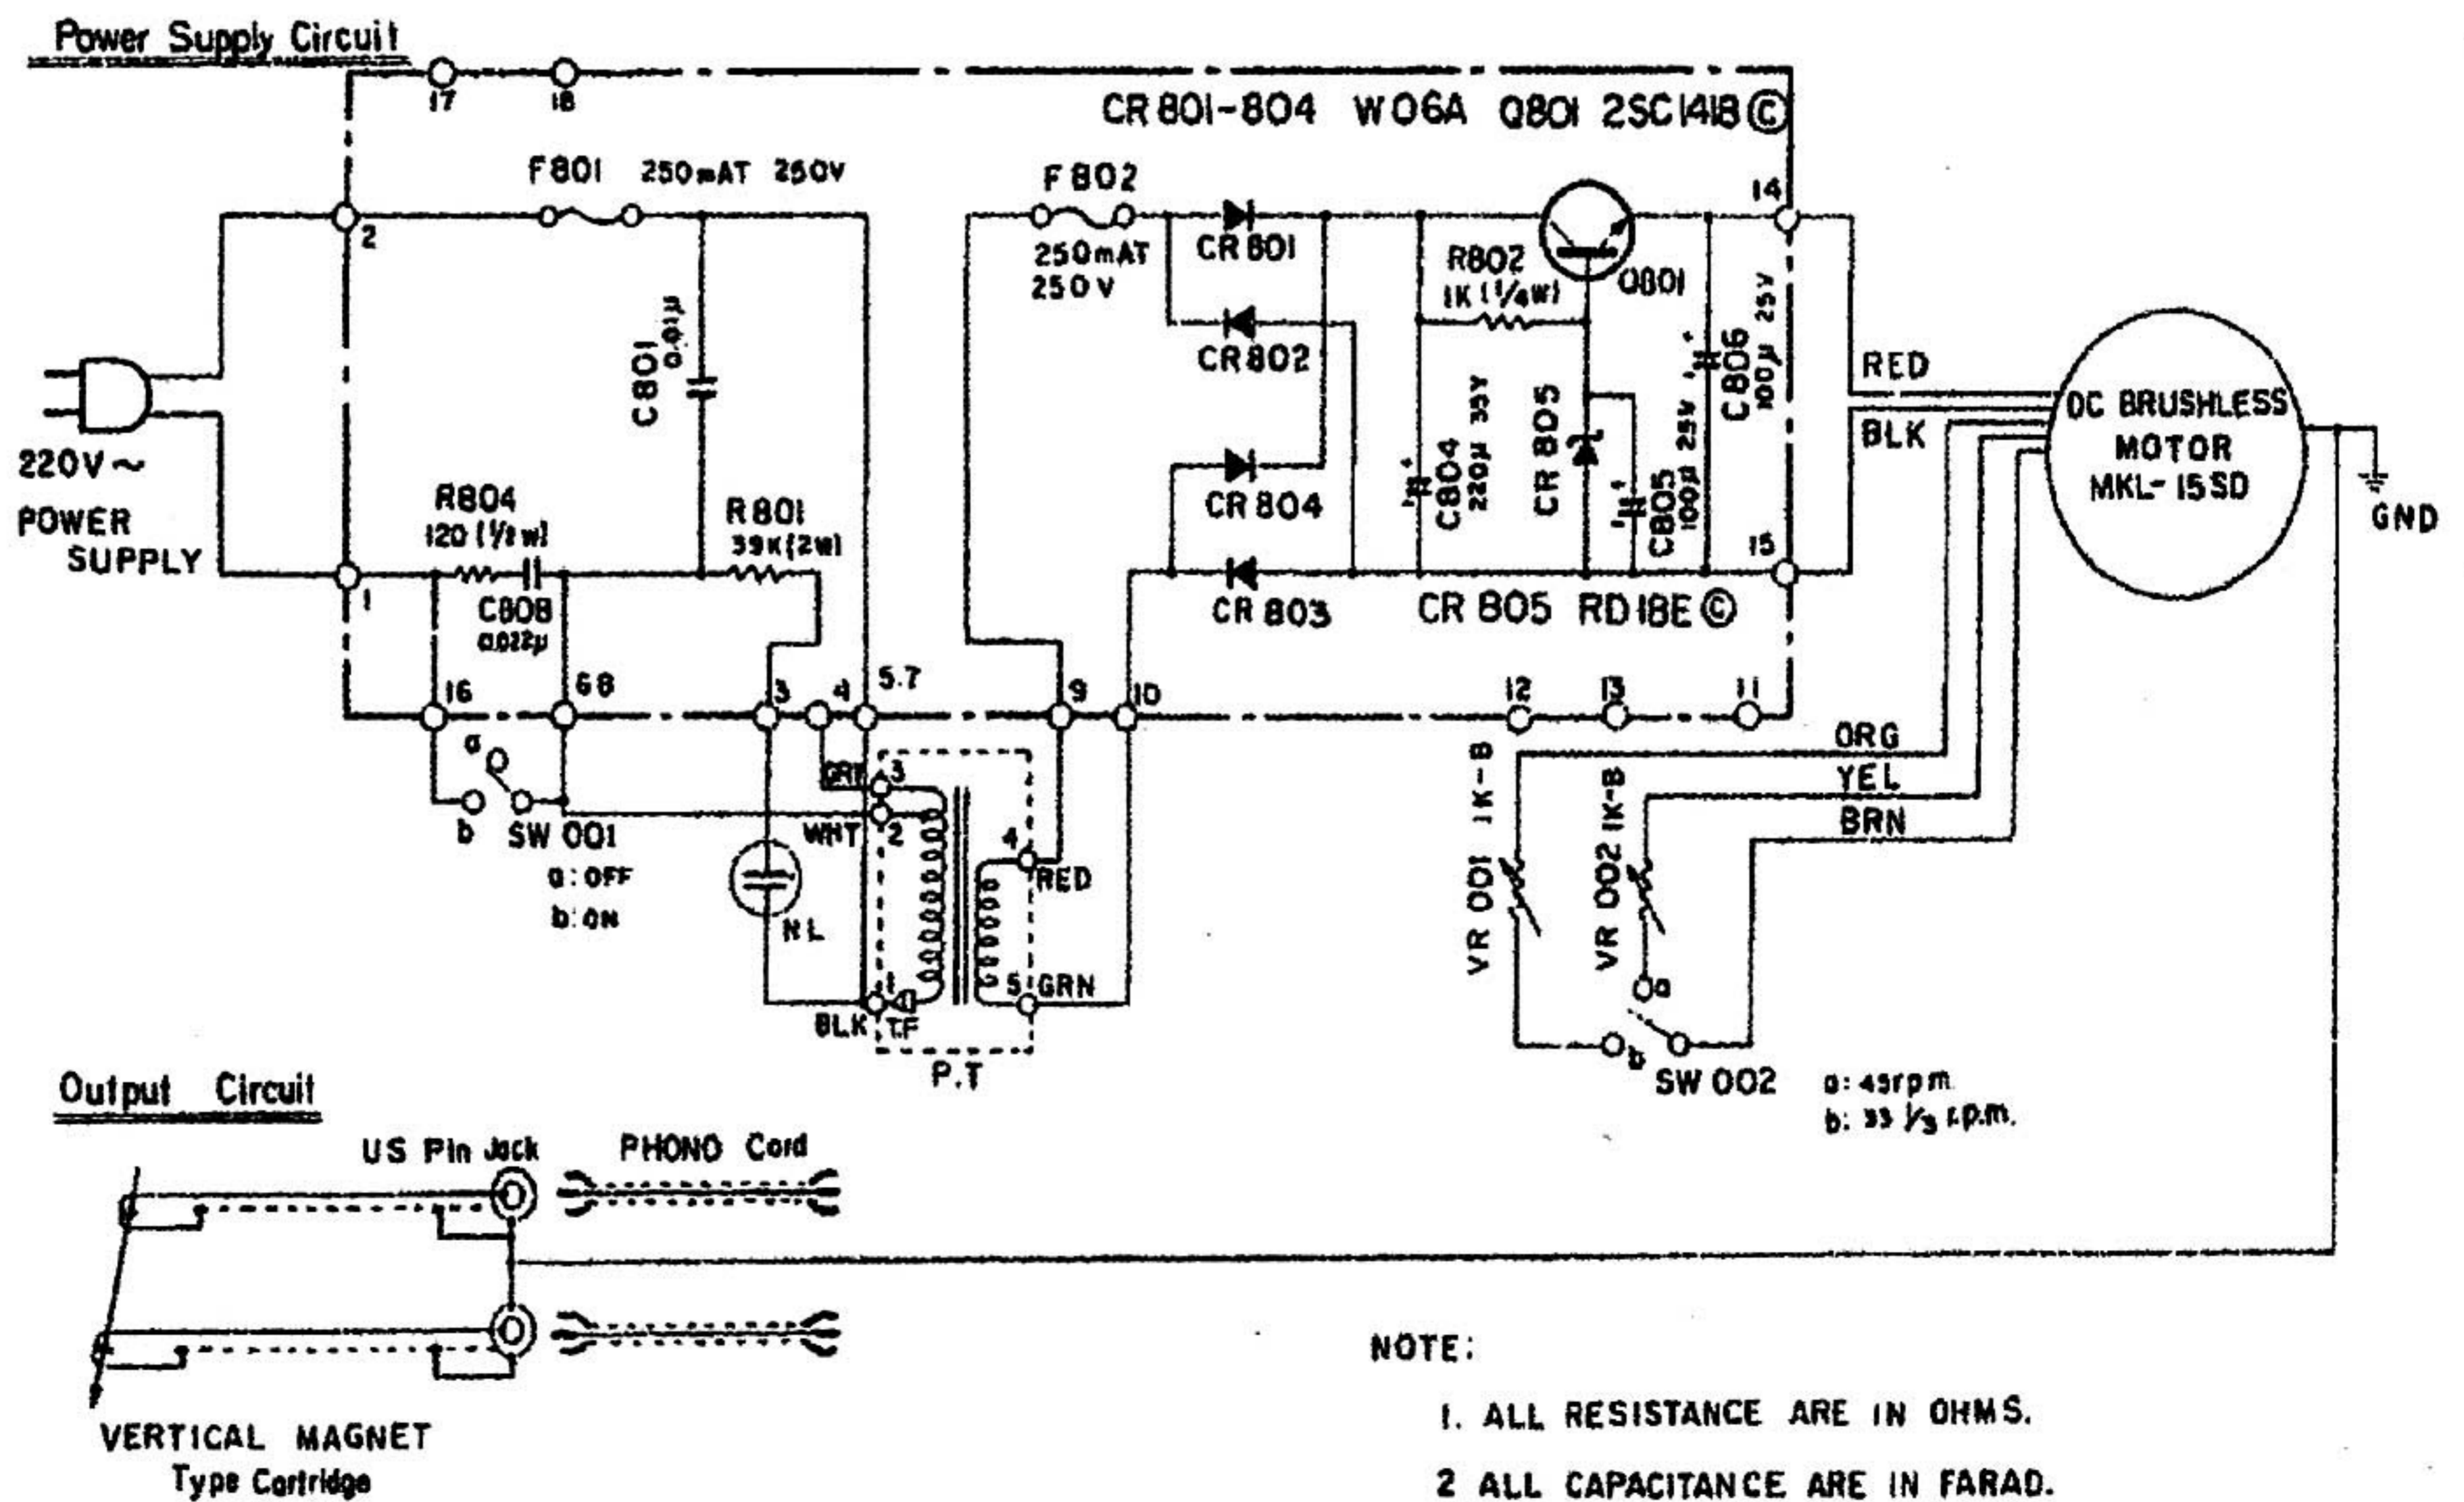 Power Supply Circuit
17
18
CR801-804 W06A Q801 2SC1418 Ⓒ
F801 250mAT 250V
F802
250mAT
250V
CR801
CR802
CR804
CR803
R802
1K (1/4W)
Q801
14
2
C801
0.01μ
C804
220μ 35V
CR805
C805
100μ 25V
C806
100μ 25V
RED
BLK
DC BRUSHLESS
MOTOR
MKL-15SD
GND
220V～
POWER
SUPPLY
R804
120 (1/2W)
C808
0.022μ
R801
39K (2W)
15
1
CR805 RD18E Ⓒ
16
68
3
4
5.7
9
10
12
13
11
a
b
SW 001
a: OFF
b: ON
NL
3
WHT
2
4
RED
1
BLK
T.F
5
GRN
P.T
ORG
YEL
BRN
VR 001 1K-B
VR 002 1K-B
a
b
SW 002
a: 45rpm
b: 33 1/3 r.p.m.
Output Circuit
US Pin Jack
PHONO Cord
VERTICAL MAGNET
Type Cartridge
NOTE:
1. ALL RESISTANCE ARE IN OHMS.
2 ALL CAPACITANCE ARE IN FARAD.